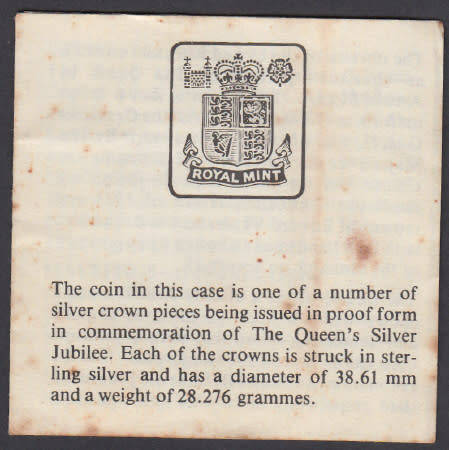 ROYAL MINT
The coin in this case is one of a number of
silver crown pieces being issued in proof form
in commemoration of The Queen's Silver
Jubilee. Each of the crowns is struck in ster-
ling silver and has a diameter of 38.61 mm
and a weight of 28.276 grammes.